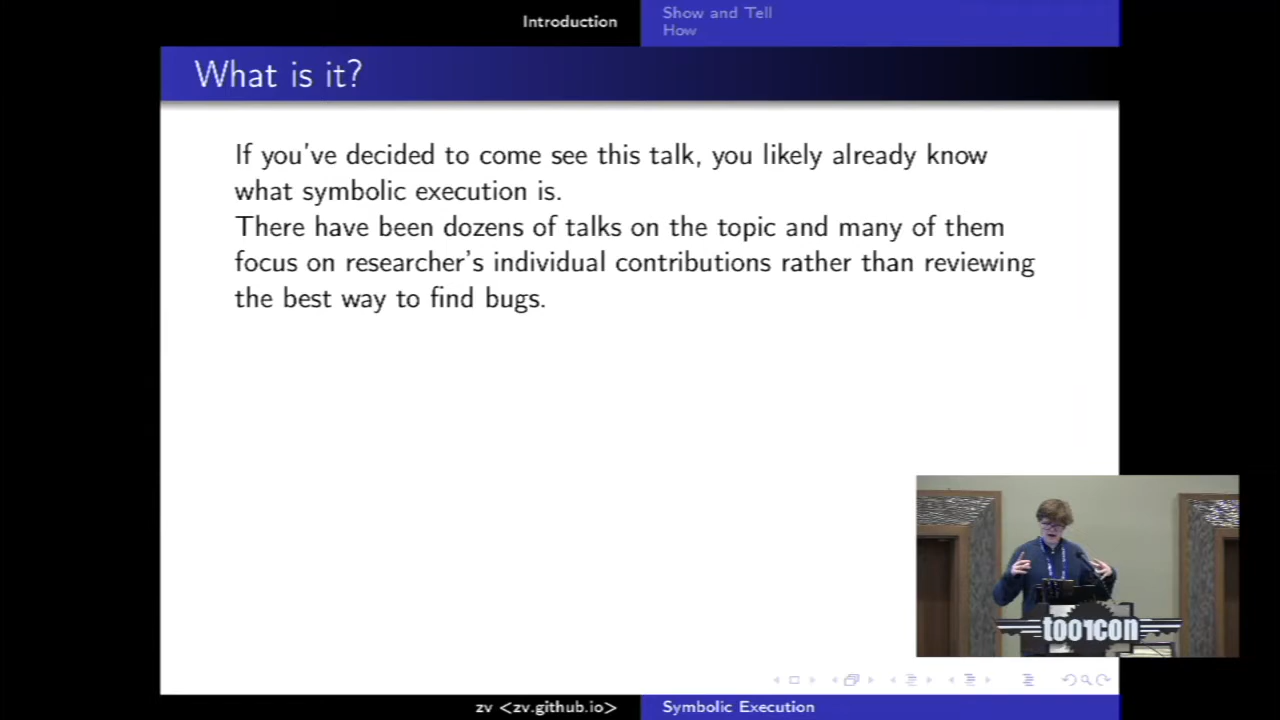 Introduction
Show and Tell
How
What is it?
If you've decided to come see this talk, you likely already know
what symbolic execution is.
There have been dozens of talks on the topic and many of them
focus on researcher's individual contributions rather than reviewing
the best way to find bugs.
toorcon
zv <zv.github.io>
Symbolic Execution